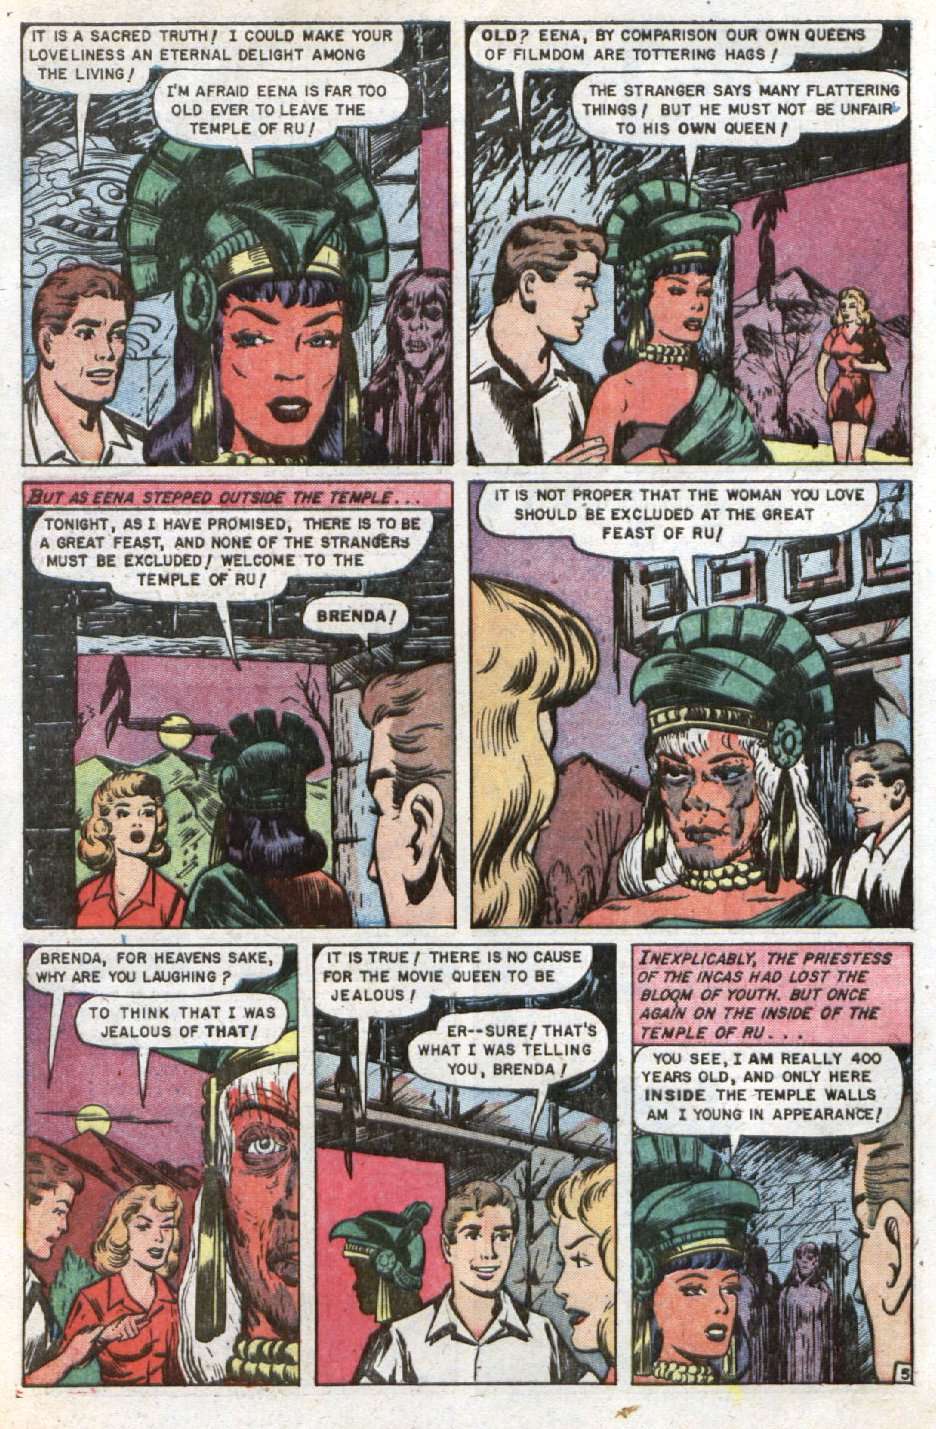 IT IS A SACRED TRUTH! I COULD MAKE YOUR
LOVELINESS AN ETERNAL DELIGHT AMONG
THE LIVING!
I'M AFRAID EENA IS FAR TOO
OLD EVER TO LEAVE THE
TEMPLE OF RU!
OLD? EENA, BY COMPARISON OUR OWN QUEENS
OF FILMDOM ARE TOTTERING HAGS!
THE STRANGER SAYS MANY FLATTERING
THINGS! BUT HE MUST NOT BE UNFAIR
TO HIS OWN QUEEN!
BUT AS EENA STEPPED OUTSIDE THE TEMPLE...
TONIGHT, AS I HAVE PROMISED, THERE IS TO BE
A GREAT FEAST, AND NONE OF THE STRANGERS
MUST BE EXCLUDED! WELCOME TO THE
TEMPLE OF RU!
BRENDA!
IT IS NOT PROPER THAT THE WOMAN YOU LOVE
SHOULD BE EXCLUDED AT THE GREAT
FEAST OF RU!
BRENDA, FOR HEAVENS SAKE,
WHY ARE YOU LAUGHING?
TO THINK THAT I WAS
JEALOUS OF THAT!
IT IS TRUE! THERE IS NO CAUSE
FOR THE MOVIE QUEEN TO BE
JEALOUS!
ER--SURE! THAT'S
WHAT I WAS TELLING
YOU, BRENDA!
INEXPLICABLY, THE PRIESTESS
OF THE INCAS HAD LOST THE
BLOOM OF YOUTH. BUT ONCE
AGAIN ON THE INSIDE OF THE
TEMPLE OF RU...
YOU SEE, I AM REALLY 400
YEARS OLD, AND ONLY HERE
INSIDE THE TEMPLE WALLS
AM I YOUNG IN APPEARANCE!
5